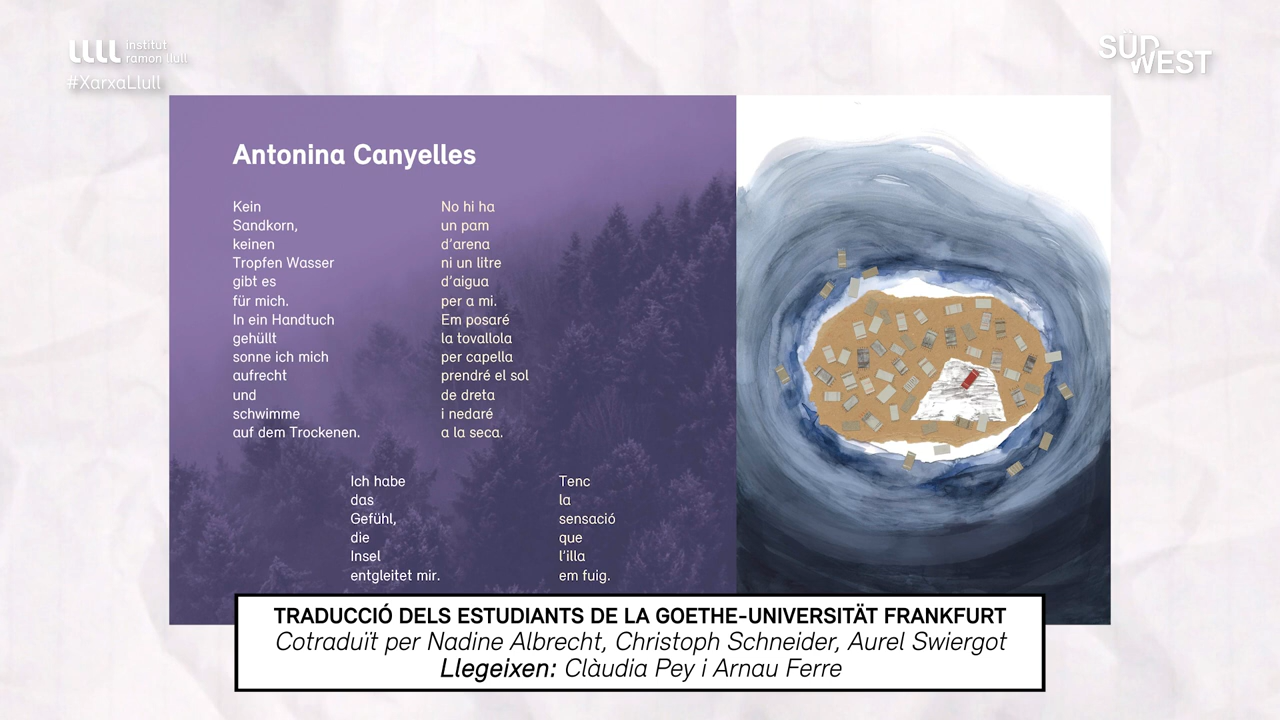 institut
ramon llull
#XarxaLlull
SÜD
WEST
Antonina Canyelles
Kein
Sandkorn,
keinen
Tropfen Wasser
gibt es
für mich.
In ein Handtuch
gehüllt
sonne ich mich
aufrecht
und
schwimme
auf dem Trockenen.
No hi ha
un pam
d'arena
ni un litre
d'aigua
per a mi.
Em posaré
la tovallola
per capella
prendré el sol
de dreta
i nedaré
a la seca.
Ich habe
das
Gefühl,
die
Insel
entgleitet mir.
Tenc
la
sensació
que
l'illa
em fuig.
TRADUCCIÓ DELS ESTUDIANTS DE LA GOETHE-UNIVERSITÄT FRANKFURT
Cotraduït per Nadine Albrecht, Christoph Schneider, Aurel Swiergot
Llegeixen: Clàudia Pey i Arnau Ferre